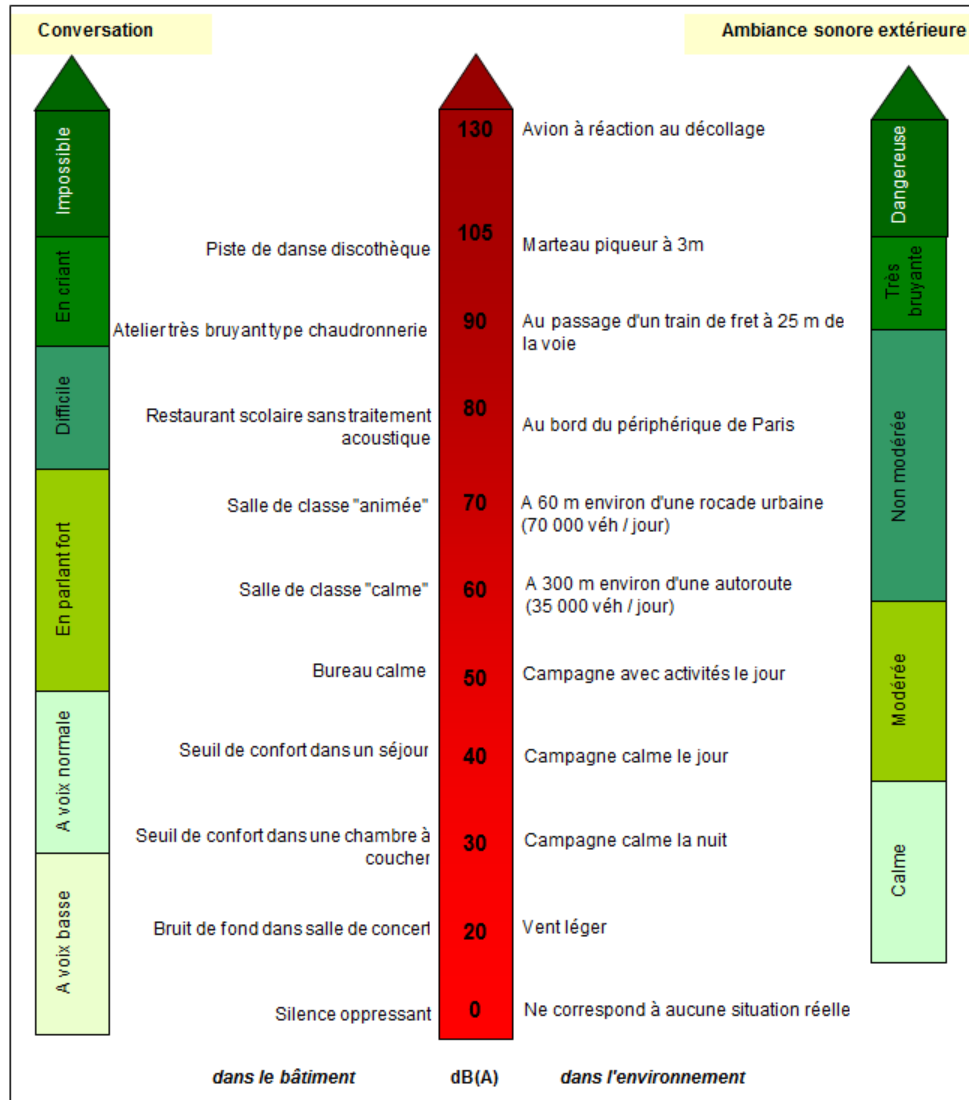 Conversation
Ambiance sonore extérieure
Impossible
En criant
Difficile
En parlant fort
A voix normale
A voix basse
130
Avion à réaction au décollage
Piste de danse discothèque
105
Marteau piqueur à 3m
Atelier très bruyant type chaudronnerie
90
Au passage d'un train de fret à 25 m de
la voie
Restaurant scolaire sans traitement
acoustique
80
Au bord du périphérique de Paris
Salle de classe "animée"
70
A 60 m environ d'une rocade urbaine
(70 000 véh / jour)
Salle de classe "calme"
60
A 300 m environ d'une autoroute
(35 000 véh / jour)
Bureau calme
50
Campagne avec activités le jour
Seuil de confort dans un séjour
40
Campagne calme le jour
Seuil de confort dans une chambre à
coucher
30
Campagne calme la nuit
Bruit de fond dans salle de concert
20
Vent léger
Silence oppressant
0
Ne correspond à aucune situation réelle
Dangereuse
Très
bruyante
Non modérée
Modérée
Calme
dans le bâtiment
dB(A)
dans l'environnement